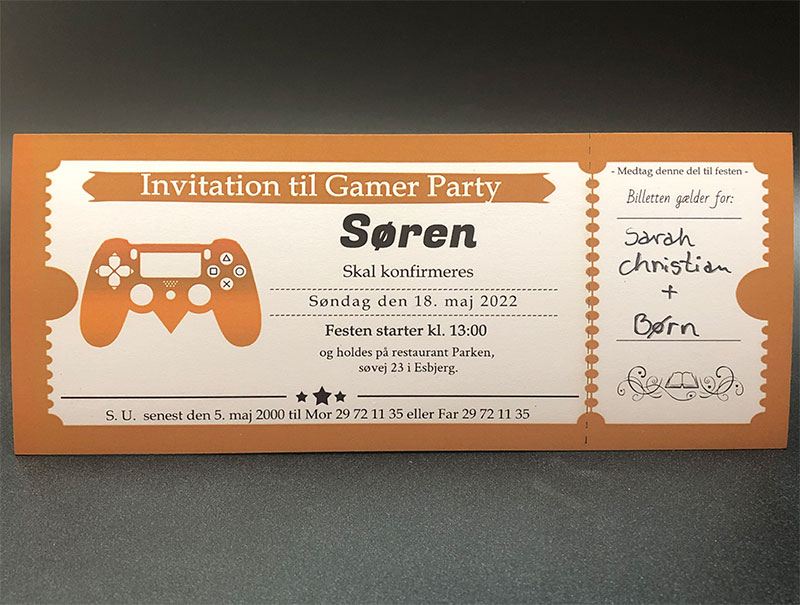 Invitation til Gamer Party
Søren
Skal konfirmeres
Søndag den 18. maj 2022
Festen starter kl. 13:00
og holdes på restaurant Parken,
søvej 23 i Esbjerg.
S. U. senest den 5. maj 2000 til Mor 29 72 11 35 eller Far 29 72 11 35
- Medtag denne del til festen -
Billetten gælder for:
Sarah
Christian
+
Børn